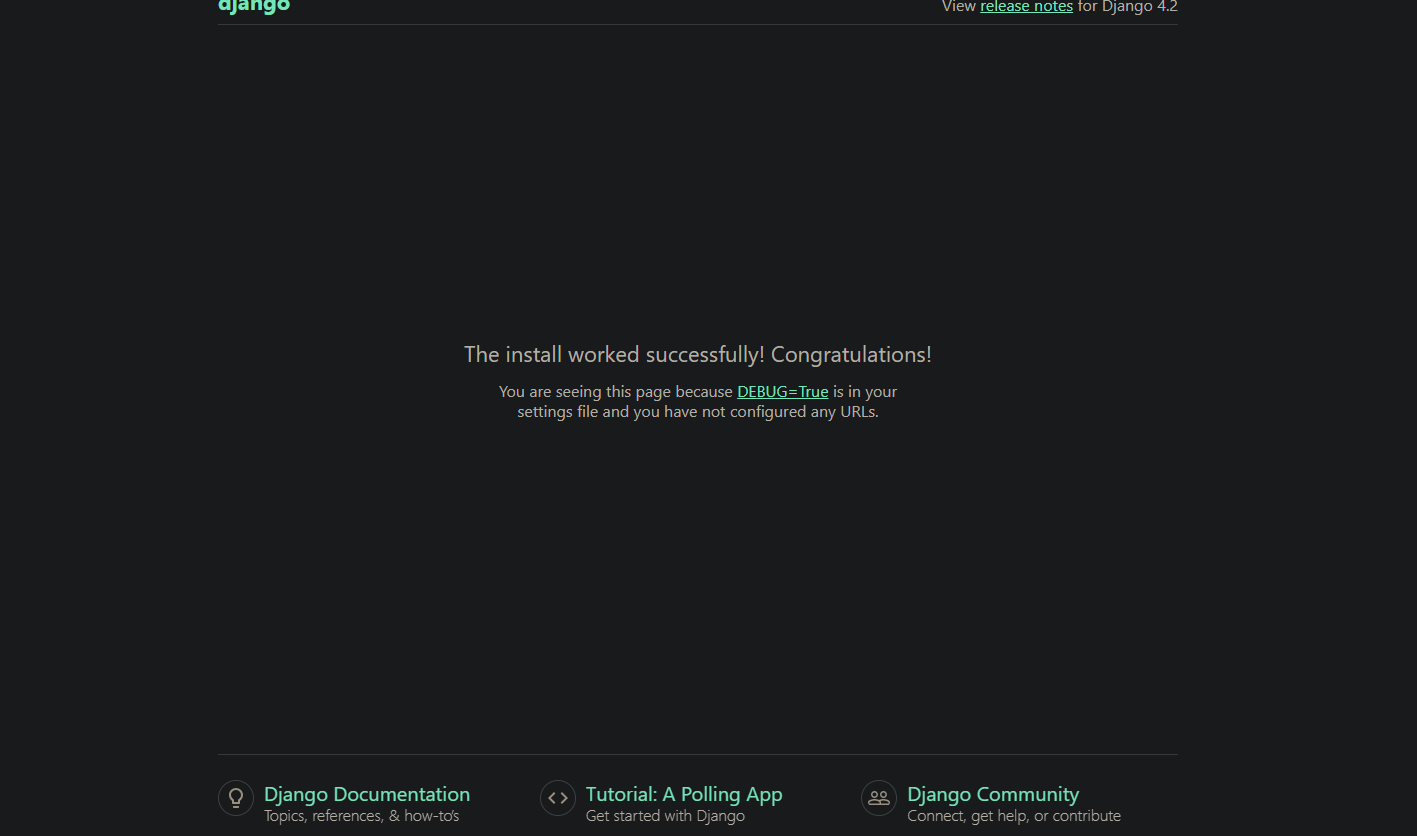 django
View release notes for Django 4.2
The install worked successfully! Congratulations!
You are seeing this page because DEBUG=True is in your
settings file and you have not configured any URLs.
Django Documentation
Topics, references, & how-to's
Tutorial: A Polling App
Get started with Django
Django Community
Connect, get help, or contribute